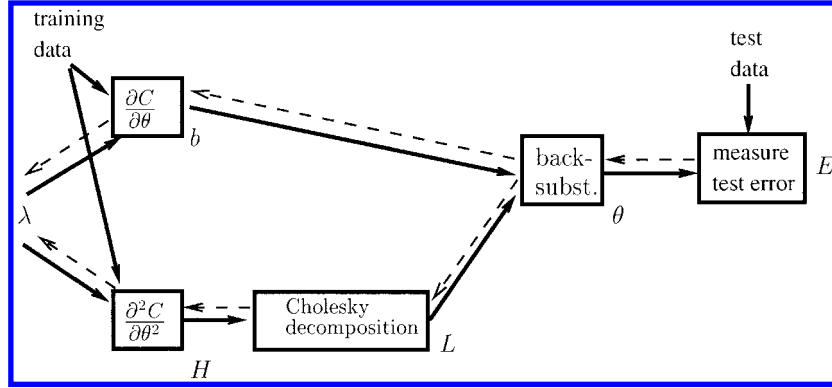 training
data
test
data
∂C
∂θ
b
back-
subst.
θ
measure
test error
E
λ
∂²C
∂θ²
H
Cholesky
decomposition
L